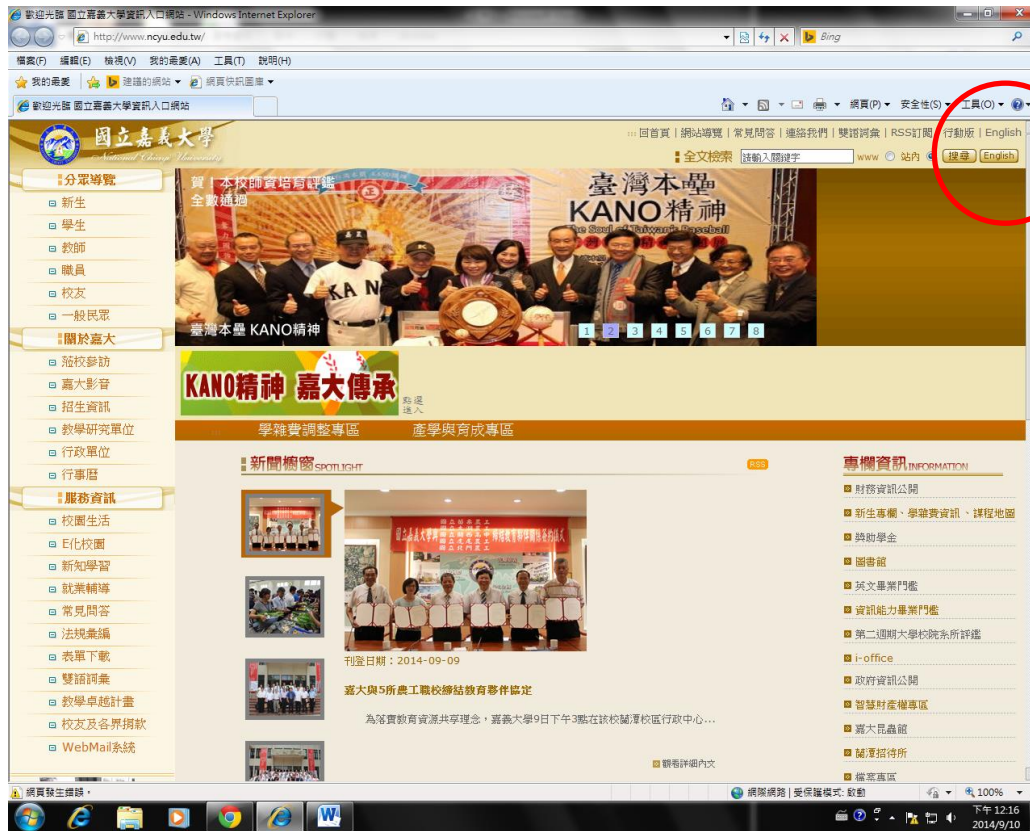 歡迎光臨 國立嘉義大學資訊入口網站 - Windows Internet Explorer
http://www.ncyu.edu.tw/
Bing
檔案(F) 編輯(E) 檢視(V) 我的最愛(A) 工具(T) 說明(H)
我的最愛 建議的網站 網頁快訊圖庫
歡迎光臨 國立嘉義大學資訊入口網站
網頁(P) 安全性(S) 工具(O)
國立嘉義大學
National Chiayi University
::: 回首頁 | 網站導覽 | 常見問答 | 連絡我們 | 雙語詞彙 | RSS訂閱 | 行動版 | English
全文檢索 請輸入關鍵字 www 站內 搜尋 English
分眾導覽
新生
學生
教師
職員
校友
一般民眾
關於嘉大
蒞校參訪
嘉大影音
招生資訊
教學研究單位
行政單位
行事曆
服務資訊
校園生活
E化校園
新知學習
就業輔導
常見問答
法規彙編
表單下載
雙語詞彙
教學卓越計畫
校友及各界捐款
WebMail系統
賀!本校師資培育評鑑
全數通過
臺灣本壘
KANO精神
The Soul of Taiwan's Baseball
KANO
臺灣本壘 KANO精神
1 2 3 4 5 6 7 8
KANO精神 嘉大傳承
點選
進入
學雜費調整專區 產學與育成專區
新聞櫥窗 SPOTLIGHT
RSS
刊登日期：2014-09-09
嘉大與5所農工職校締結教育夥伴協定
為落實教育資源共享理念，嘉義大學9日下午3點在該校蘭潭校區行政中心...
觀看詳細內文
專欄資訊 INFORMATION
財務資訊公開
新生專欄、學雜費資訊、課程地圖
獎助學金
圖書館
英文畢業門檻
資訊能力畢業門檻
第二週期大學校院系所評鑑
i-office
政府資訊公開
智慧財產權專區
嘉大昆蟲館
蘭潭招待所
檔案專區
網頁發生錯誤。
網際網路 | 受保護模式: 啟動
100%
下午 12:16
2014/9/10